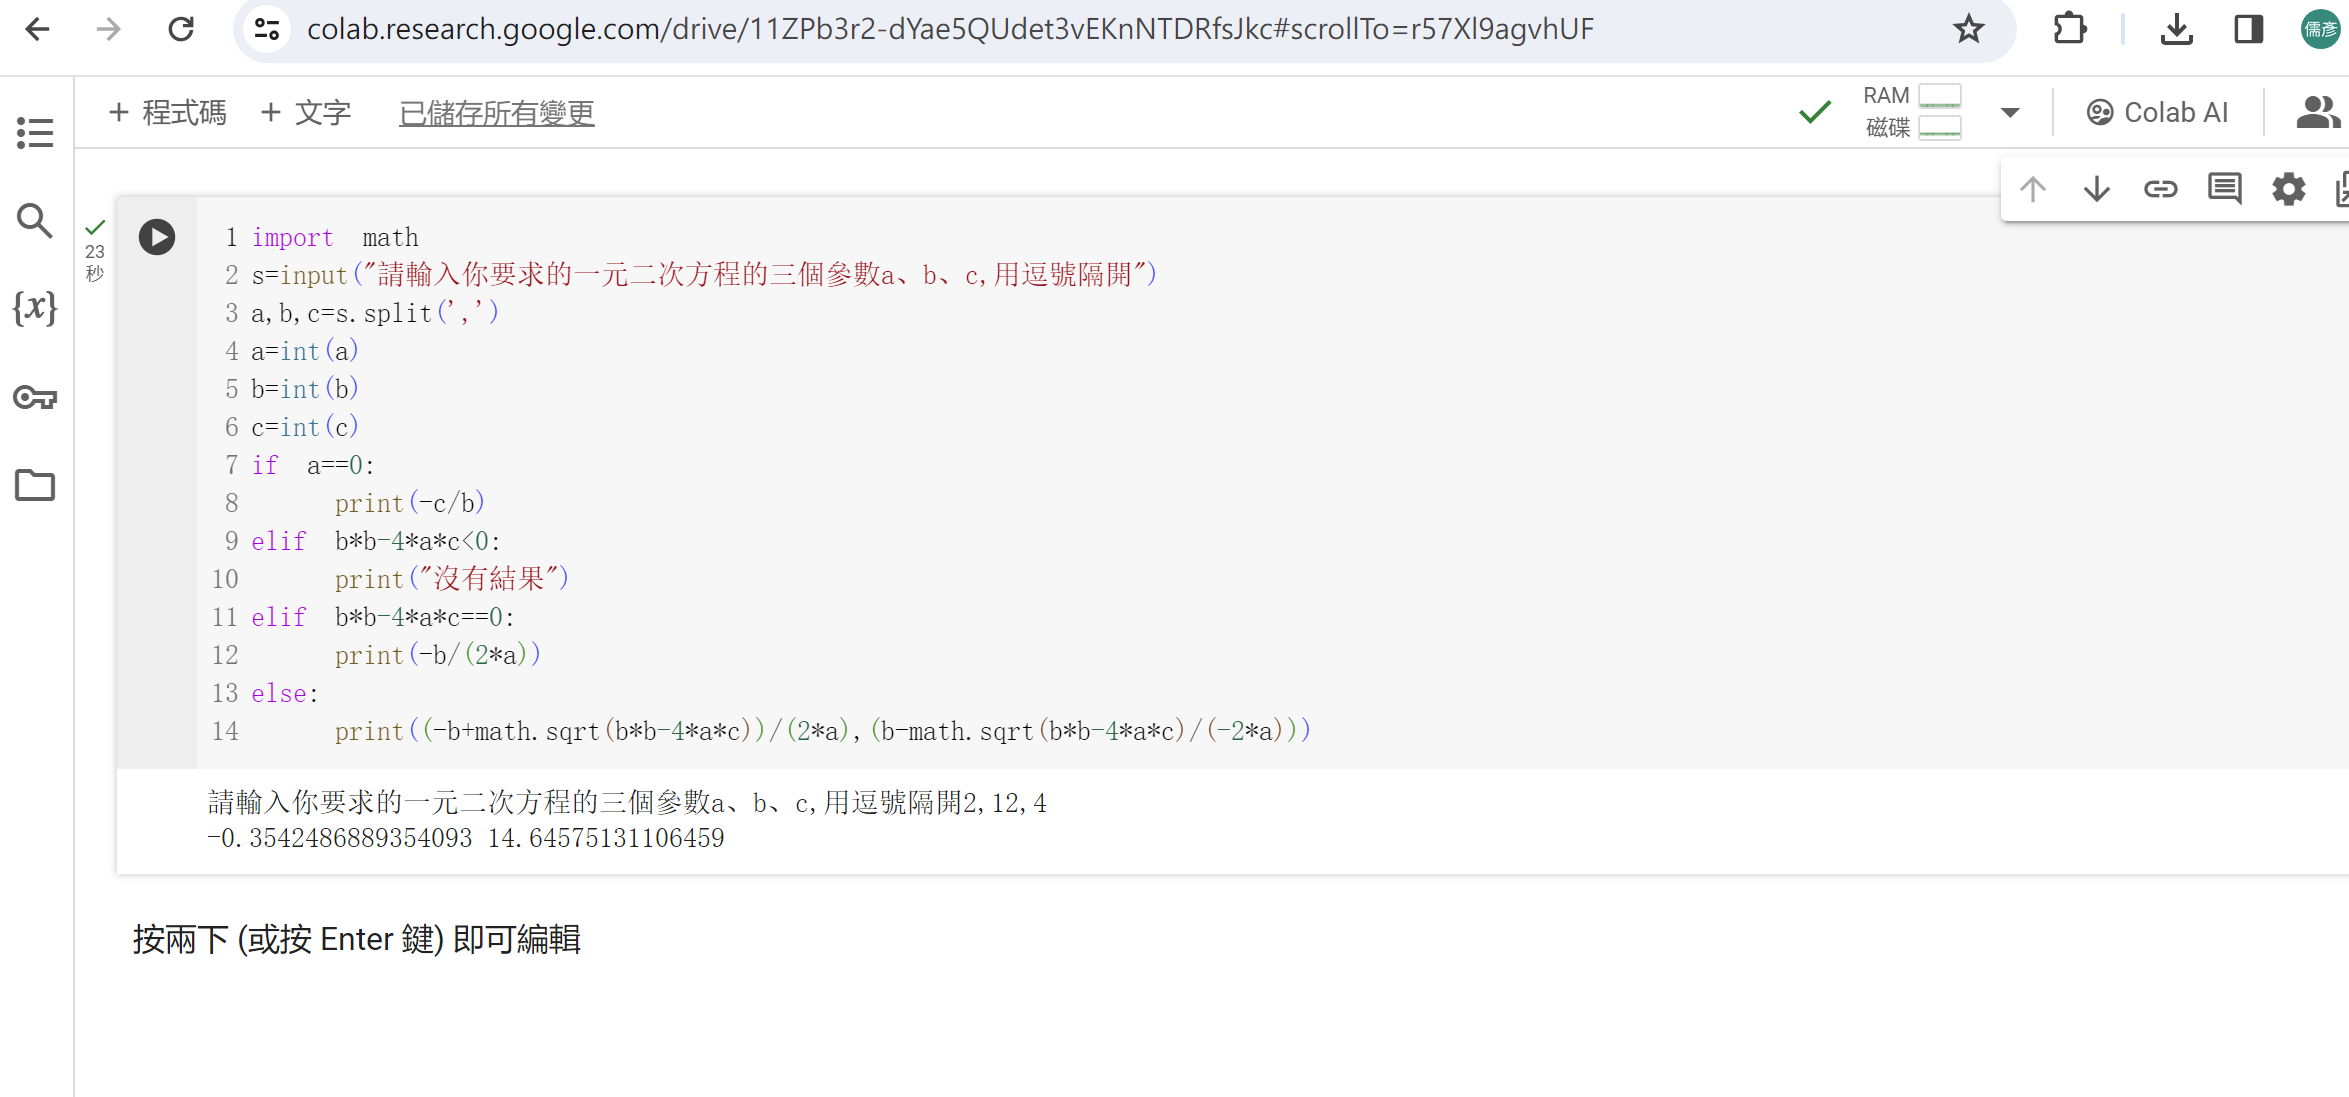 colab.research.google.com/drive/11ZPb3r2-dYae5QUdet3vEKnNTDRfsJkc#scrollTo=r57Xl9agvhUF
儒彥
+ 程式碼 + 文字 已儲存所有變更
RAM
磁碟
Colab AI
23
秒
{x}
1 import math
2 s=input("請輸入你要求的一元二次方程的三個參數a、b、c,用逗號隔開")
3 a,b,c=s.split(',')
4 a=int(a)
5 b=int(b)
6 c=int(c)
7 if a==0:
8 print(-c/b)
9 elif b*b-4*a*c<0:
10 print("沒有結果")
11 elif b*b-4*a*c==0:
12 print(-b/(2*a))
13 else:
14 print((-b+math.sqrt(b*b-4*a*c))/(2*a),(b-math.sqrt(b*b-4*a*c)/(-2*a)))
請輸入你要求的一元二次方程的三個參數a、b、c,用逗號隔開2,12,4
-0.3542486889354093 14.64575131106459
按兩下 (或按 Enter 鍵) 即可編輯